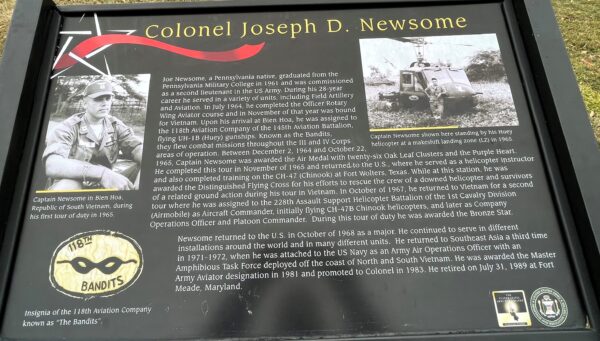 Colonel Joseph D. Newsome
Joe Newsome, a Pennsylvania native, graduated from the
Pennsylvania Military College in 1961 and was commissioned
as a second lieutenant in the US Army. During his 28-year
career he served in a variety of units, including Field Artillery
and Aviation. In July 1964, he completed the Officer Rotary
Wing Aviator course and in November of that year was bound
for Vietnam. Upon his arrival at Bien Hoa, he was assigned to
the 118th Aviation Company of the 145th Aviation Battalion,
flying UH-1B (Huey) gunships. Known as the Bandits,
they flew combat missions throughout the III and IV Corps
areas of operation. Between December 2, 1964 and October 22,
1965, Captain Newsome was awarded the Air Medal with twenty-six Oak Leaf Clusters and the Purple Heart.
He completed this tour in November of 1965 and returned to the U.S., where he served as a helicopter instructor
and also completed training on the CH-47 (Chinook) at Fort Wolters, Texas. While at this station, he was
awarded the Distinguished Flying Cross for his efforts to rescue the crew of a downed helicopter and survivors
of a related ground action during his tour in Vietnam. In October of 1967, he returned to Vietnam for a second
tour where he was assigned to the 228th Assault Support Helicopter Battalion of the 1st Cavalry Division
(Airmobile) as Aircraft Commander, initially flying CH-47B Chinook helicopters, and later as Company
Operations Officer and Platoon Commander. During this tour of duty he was awarded the Bronze Star.
Captain Newsome in Bien Hoa,
Republic of South Vietnam, during
his first tour of duty in 1965.
Captain Newsome shown here standing by his Huey
helicopter at a makeshift landing zone (LZ) in 1965.
Newsome returned to the U.S. in October of 1968 as a major. He continued to serve in different
installations around the world and in many different units. He returned to Southeast Asia a third time
in 1971-1972, when he was attached to the US Navy as an Army Air Operations Officer with an
Amphibious Task Force deployed off the coast of North and South Vietnam. He was awarded the Master
Army Aviator designation in 1981 and promoted to Colonel in 1983. He retired on July 31, 1989 at Fort
Meade, Maryland.
118TH
BANDITS
Insignia of the 118th Aviation Company
known as "The Bandits".